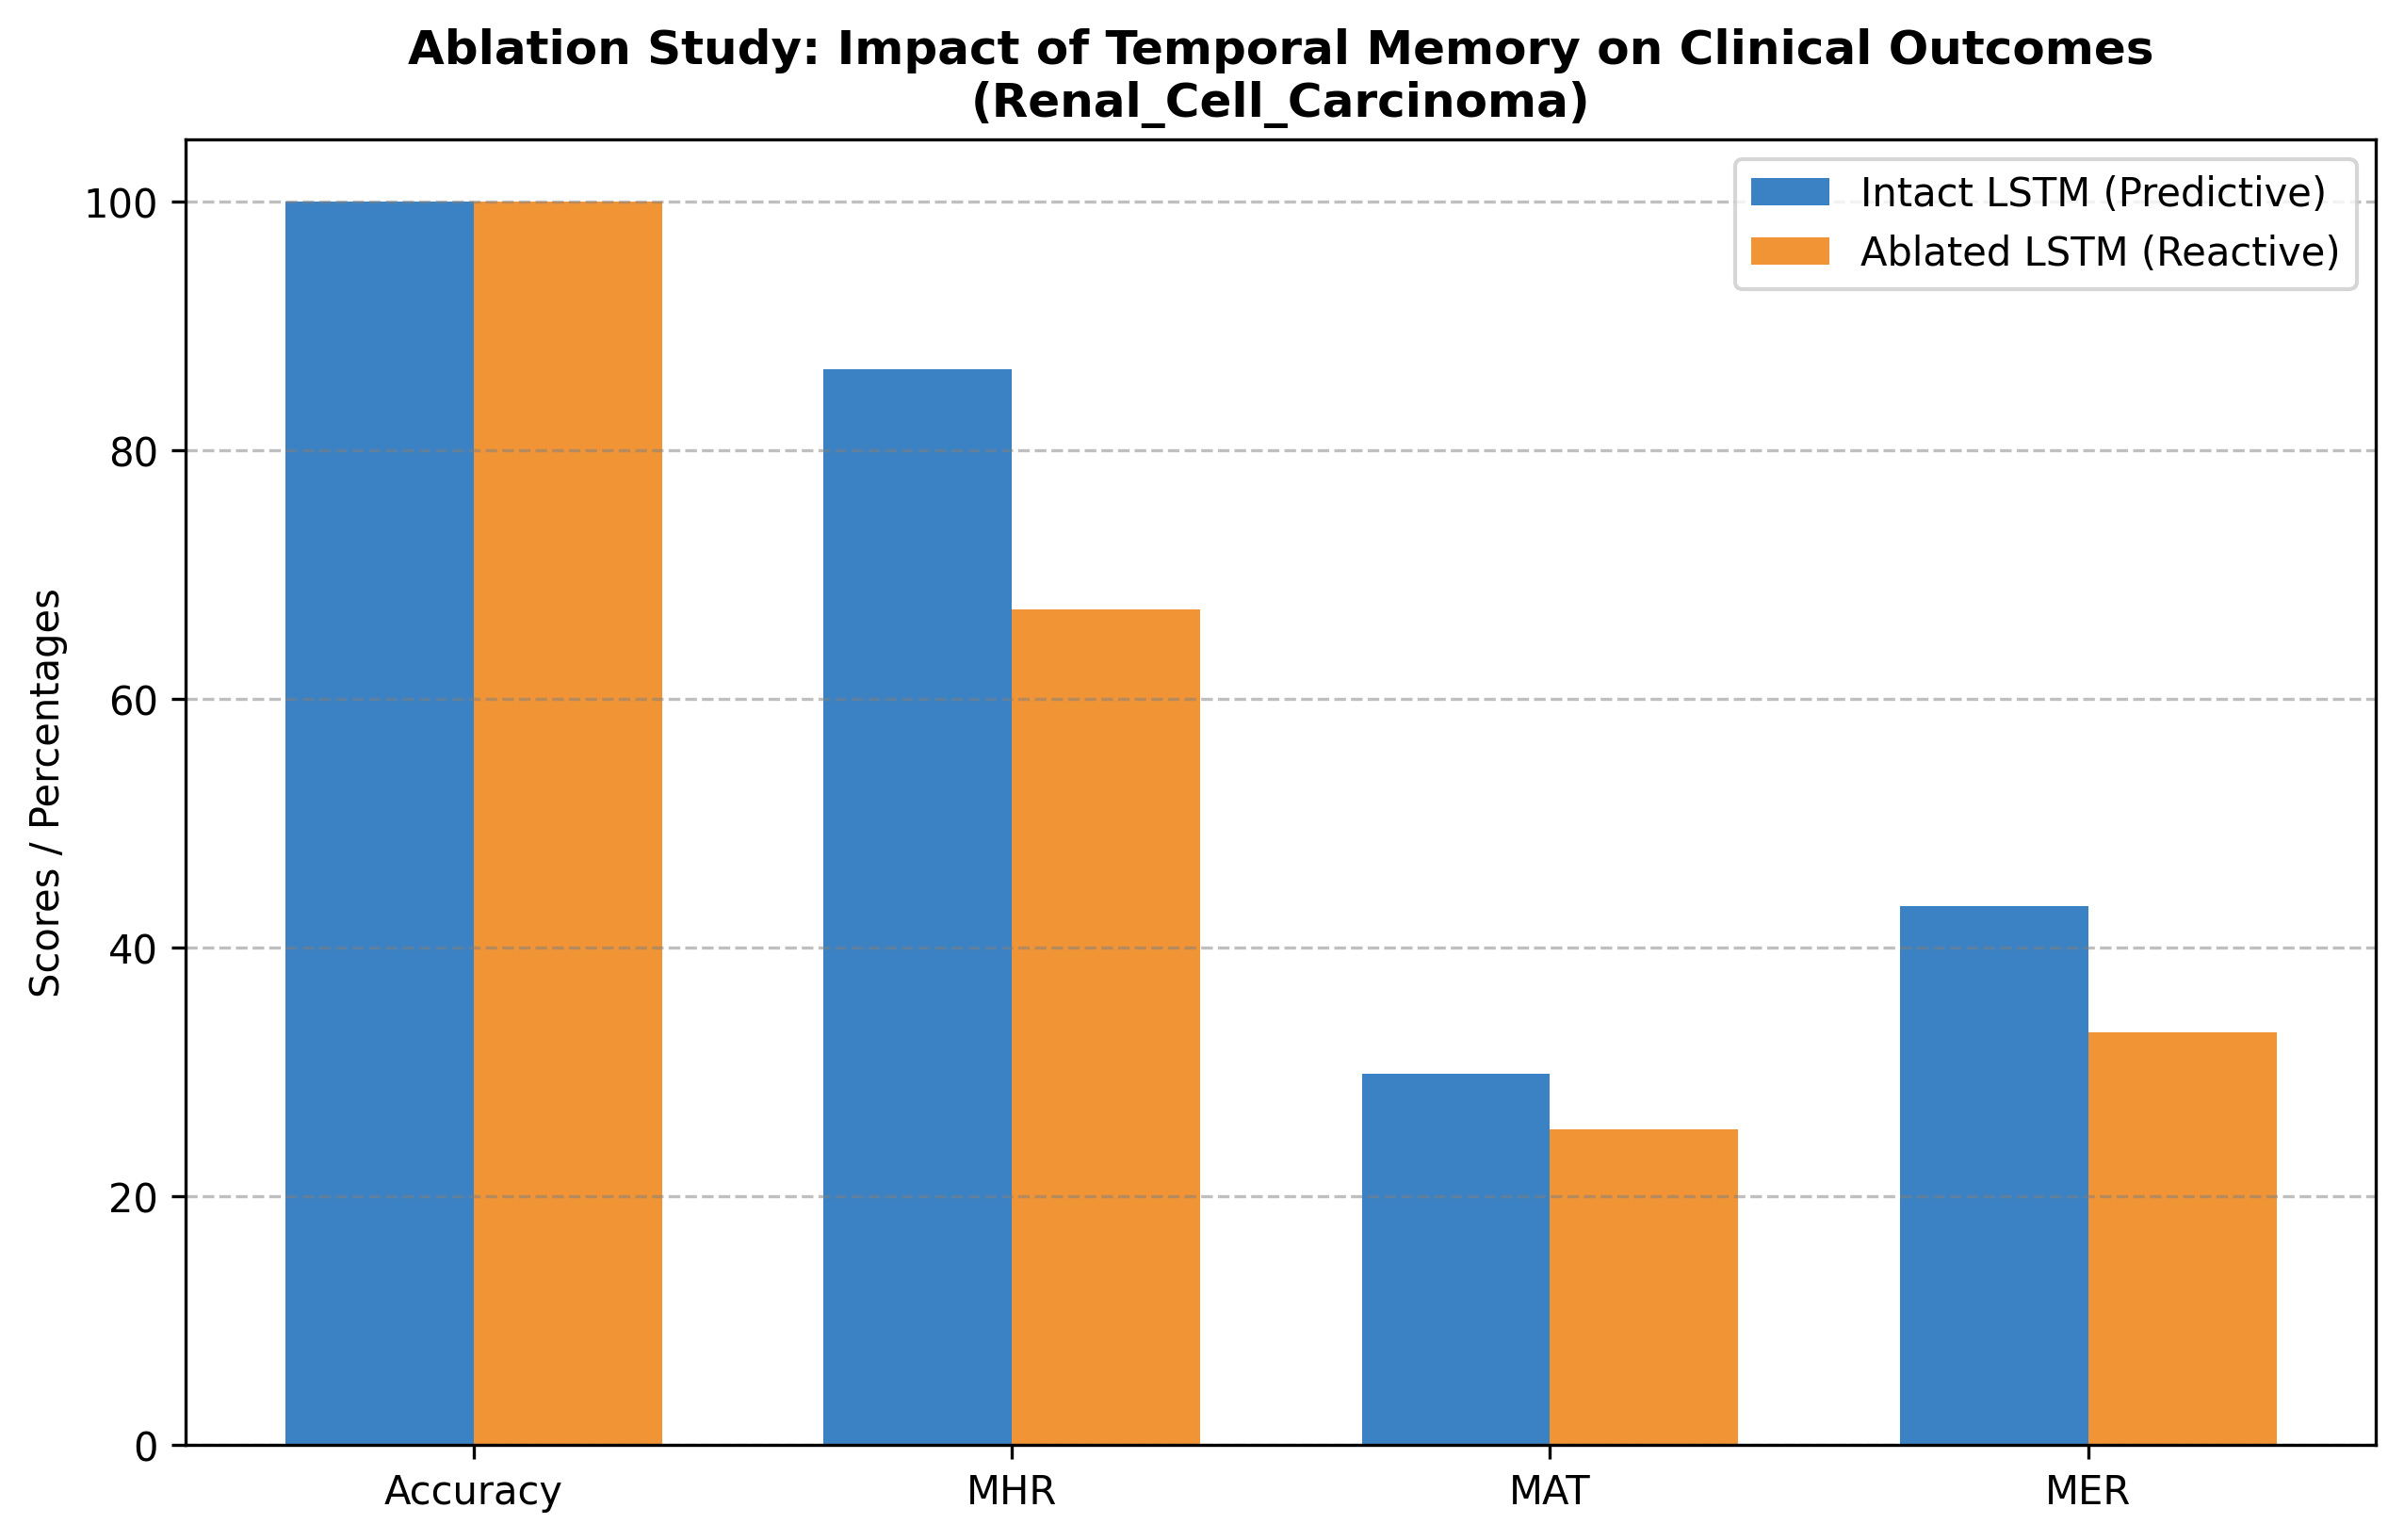 Ablation Study: Impact of Temporal Memory on Clinical Outcomes
(Renal_Cell_Carcinoma)
Intact LSTM (Predictive)
Ablated LSTM (Reactive)
Scores / Percentages
100
80
60
40
20
0
Accuracy
MHR
MAT
MER